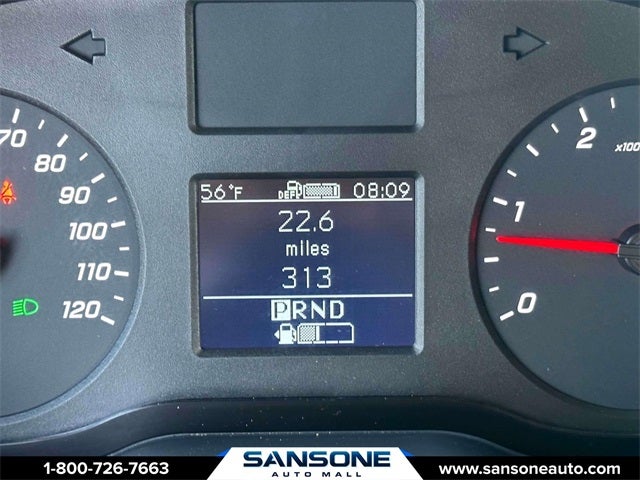 70
80
90
100
110
120
56°F DEF 08:09
22.6
miles
313
PRND
2
x100
1
0
1-800-726-7663
SANSONE
AUTO MALL
www.sansoneauto.com